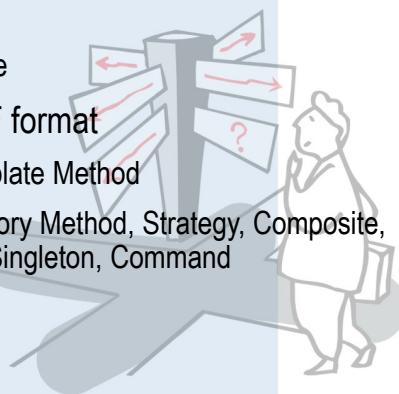 e
format
plate Method
ory Method, Strategy, Composite,
Singleton, Command
?